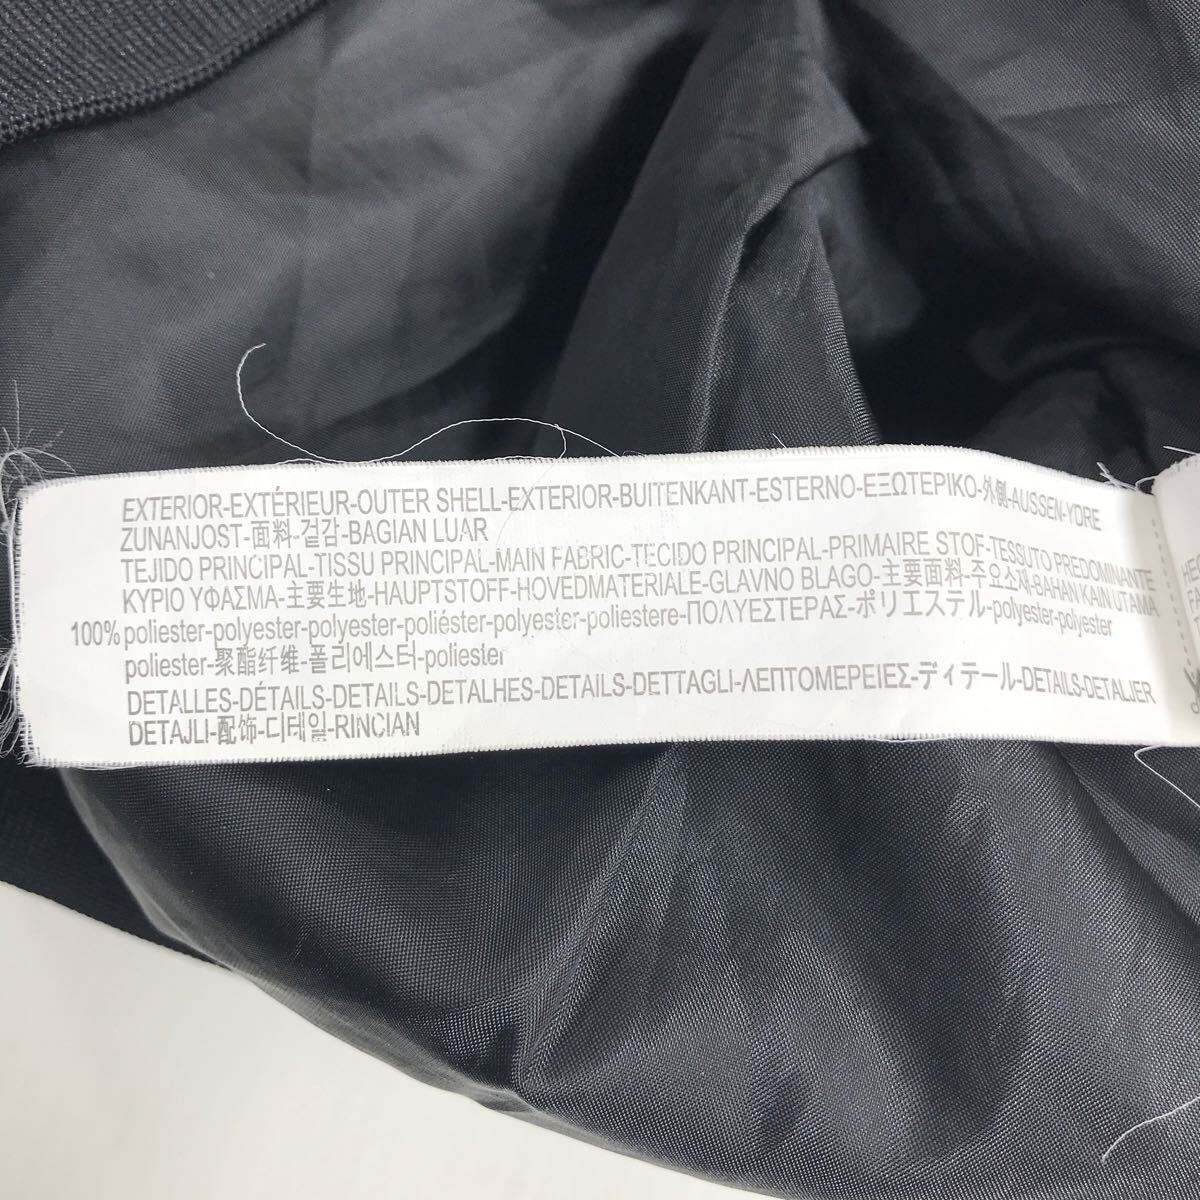 EXTERIOR-EXTÉRIEUR-OUTER SHELL-EXTERIOR-BUITENKANT-ESTERNO-ΕΞΩΤΕΡΙΚΟ-外側-AUSSEN-YDRE
ZUNANJOST-面料-겉감-BAGIAN LUAR
TEJIDO PRINCIPAL-TISSU PRINCIPAL-MAIN FABRIC-TECIDO PRINCIPAL-PRIMAIRE STOF-TESSUTO PREDOMINANTE
ΚΥΡΙΟ ΥΦΑΣΜΑ-主要生地-HAUPTSTOFF-HOVEDMATERIALE-GLAVNO BLAGO-主要面料-주요소재-BAHAN KAIN UTAMA
100% poliester-polyester-polyester-poliéster-polyester-poliestere-ΠΟΛΥΕΣΤΕΡΑΣ-ポリエステル-polyester-polyester
poliester-聚酯纤维-폴리에스터-poliester
DETALLES-DÉTAILS-DETAILS-DETALHES-DETAILS-DETTAGLI-ΛΕΠΤΟΜΕΡΕΙΕΣ-ディテール-DETAILS-DETALJER
DETAJLI-配饰-디테일-RINCIAN